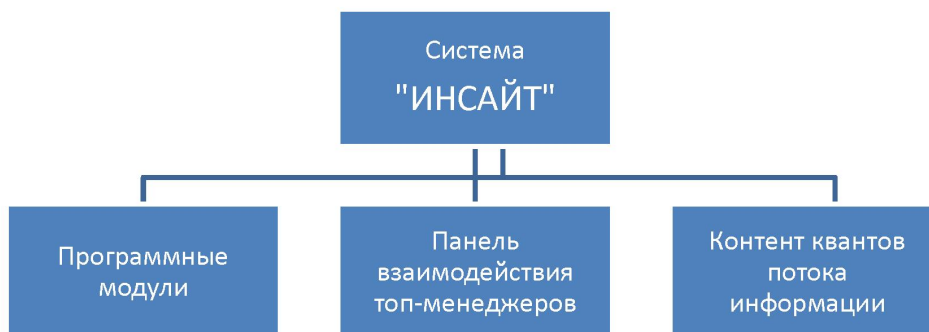 Система
"ИНСАЙТ"
Программные
модули
Панель
взаимодействия
топ-менеджеров
Контент квантов
потока
информации